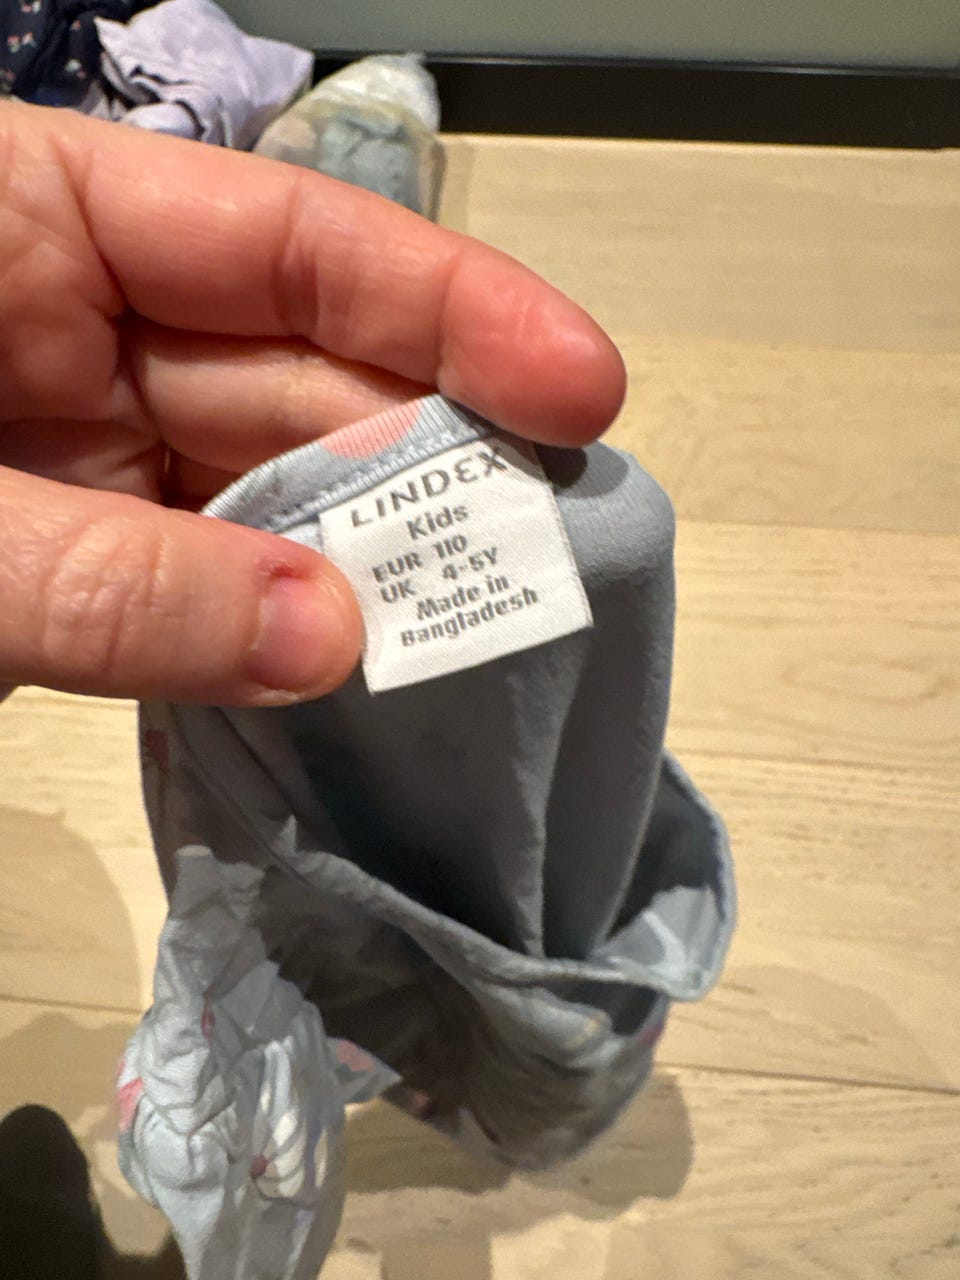 LINDEX
Kids
EUR 110
UK 4-5Y
Made in
Bangladesh